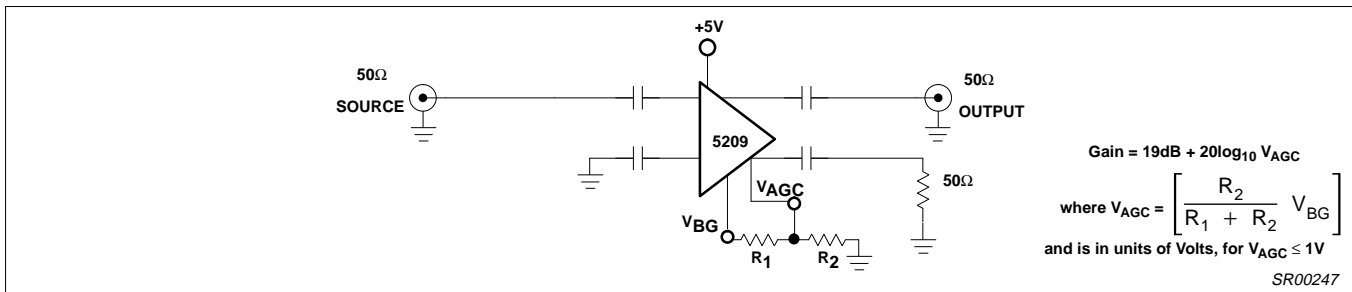 +5V
50Ω
SOURCE
50Ω
OUTPUT
5209
50Ω
VAGC
VBG
R1
R2
Gain = 19dB + 20log10 VAGC
where VAGC = [ R2 / (R1 + R2) VBG ]
and is in units of Volts, for VAGC ≤ 1V
SR00247